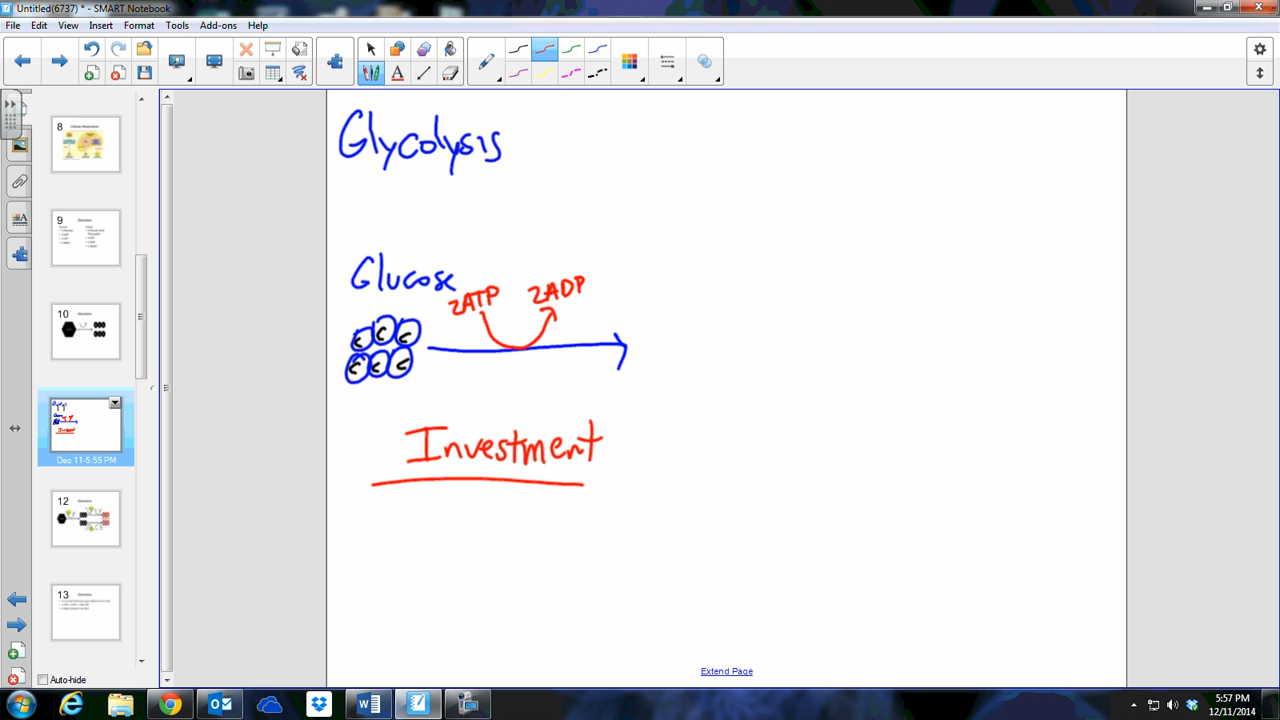 Untitled(6737) * - SMART Notebook
File Edit View Insert Format Tools Add-ons Help
Glycolysis
Glucose
2ATP 2ADP
C C C
C C C
Investment
8
Cellular Respiration
9
10
11
Dec 11-5:55 PM
12
13
Auto-hide
Extend Page
5:57 PM
12/11/2014